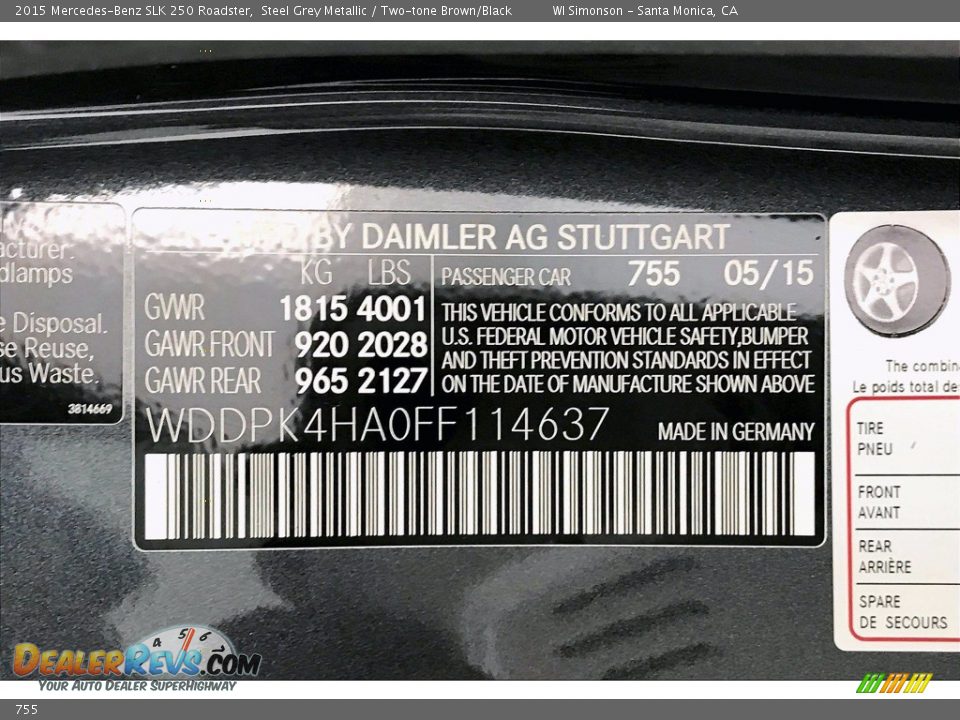 2015 Mercedes-Benz SLK 250 Roadster,  Steel Grey Metallic / Two-tone Brown/Black    WI Simonson - Santa Monica, CA
BY DAIMLER AG STUTTGART
KG LBS
GVWR 1815 4001
GAWR FRONT 920 2028
GAWR REAR 965 2127
PASSENGER CAR 755 05/15
THIS VEHICLE CONFORMS TO ALL APPLICABLE
U.S. FEDERAL MOTOR VEHICLE SAFETY,BUMPER
AND THEFT PREVENTION STANDARDS IN EFFECT
ON THE DATE OF MANUFACTURE SHOWN ABOVE
WDDPK4HA0FF114637 MADE IN GERMANY
acturer.
dlamps
e Disposal.
se Reuse,
us Waste.
3814669
The combin
Le poids total de
TIRE
PNEU
FRONT
AVANT
REAR
ARRIÈRE
SPARE
DE SECOURS
4 5 6
DealerRevs.com
Your Auto Dealer SuperHighway
755